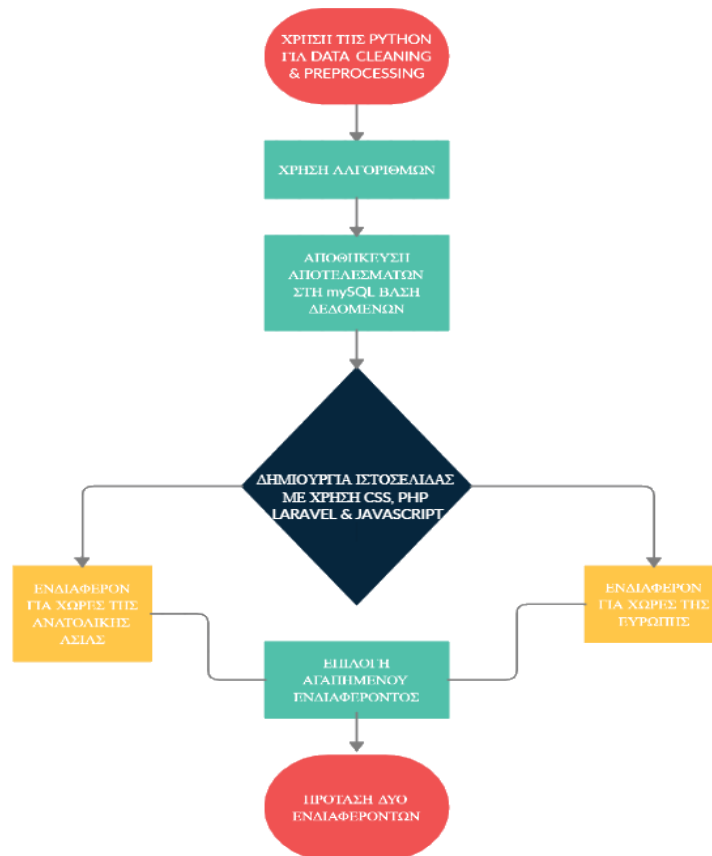 ΧΡΗΣΗ ΤΗΣ PYTHON
ΓΙΑ DATA CLEANING
& PREPROCESSING
ΧΡΗΣΗ ΑΛΓΟΡΙΘΜΩΝ
ΑΠΟΘΗΚΕΥΣΗ
ΑΠΟΤΕΛΕΣΜΑΤΩΝ
ΣΤΗ mySQL ΒΑΣΗ
ΔΕΔΟΜΕΝΩΝ
ΔΗΜΙΟΥΡΓΙΑ ΙΣΤΟΣΕΛΙΔΑΣ
ΜΕ ΧΡΗΣΗ CSS, PHP
LARAVEL & JAVASCRIPT
ΕΝΔΙΑΦΕΡΟΝ
ΓΙΑ ΧΩΡΕΣ ΤΗΣ
ΑΝΑΤΟΛΙΚΗΣ
ΑΣΙΑΣ
ΕΝΔΙΑΦΕΡΟΝ
ΓΙΑ ΧΩΡΕΣ ΤΗΣ
ΕΥΡΩΠΗΣ
ΕΠΙΛΟΓΗ
ΑΓΑΠΗΜΕΝΟΥ
ΕΝΔΙΑΦΕΡΟΝΤΟΣ
ΠΡΟΤΑΣΗ ΔΥΟ
ΕΝΔΙΑΦΕΡΟΝΤΩΝ